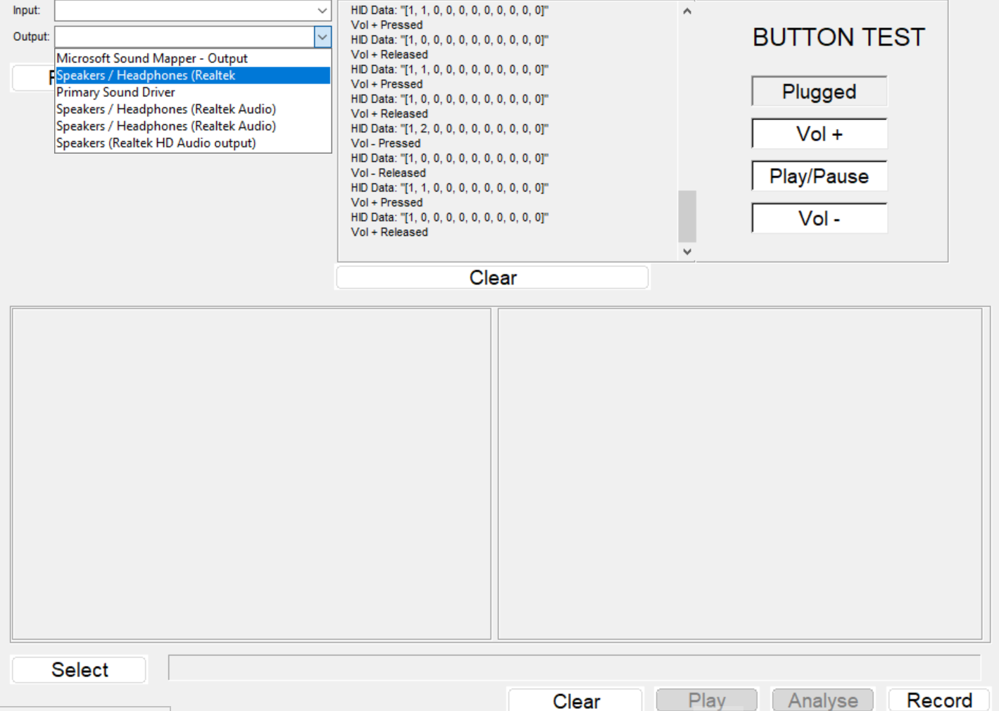 Input:
Output:
Microsoft Sound Mapper - Output
Speakers / Headphones (Realtek
Primary Sound Driver
Speakers / Headphones (Realtek Audio)
Speakers / Headphones (Realtek Audio)
Speakers (Realtek HD Audio output)
HID Data: "[1, 1, 0, 0, 0, 0, 0, 0, 0, 0, 0]"
Vol + Pressed
HID Data: "[1, 0, 0, 0, 0, 0, 0, 0, 0, 0, 0]"
Vol + Released
HID Data: "[1, 1, 0, 0, 0, 0, 0, 0, 0, 0, 0]"
Vol + Pressed
HID Data: "[1, 0, 0, 0, 0, 0, 0, 0, 0, 0, 0]"
Vol + Released
HID Data: "[1, 2, 0, 0, 0, 0, 0, 0, 0, 0, 0]"
Vol - Pressed
HID Data: "[1, 0, 0, 0, 0, 0, 0, 0, 0, 0, 0]"
Vol - Released
HID Data: "[1, 1, 0, 0, 0, 0, 0, 0, 0, 0, 0]"
Vol + Pressed
HID Data: "[1, 0, 0, 0, 0, 0, 0, 0, 0, 0, 0]"
Vol + Released
Clear
BUTTON TEST
Plugged
Vol +
Play/Pause
Vol -
Select
Clear
Play
Analyse
Record